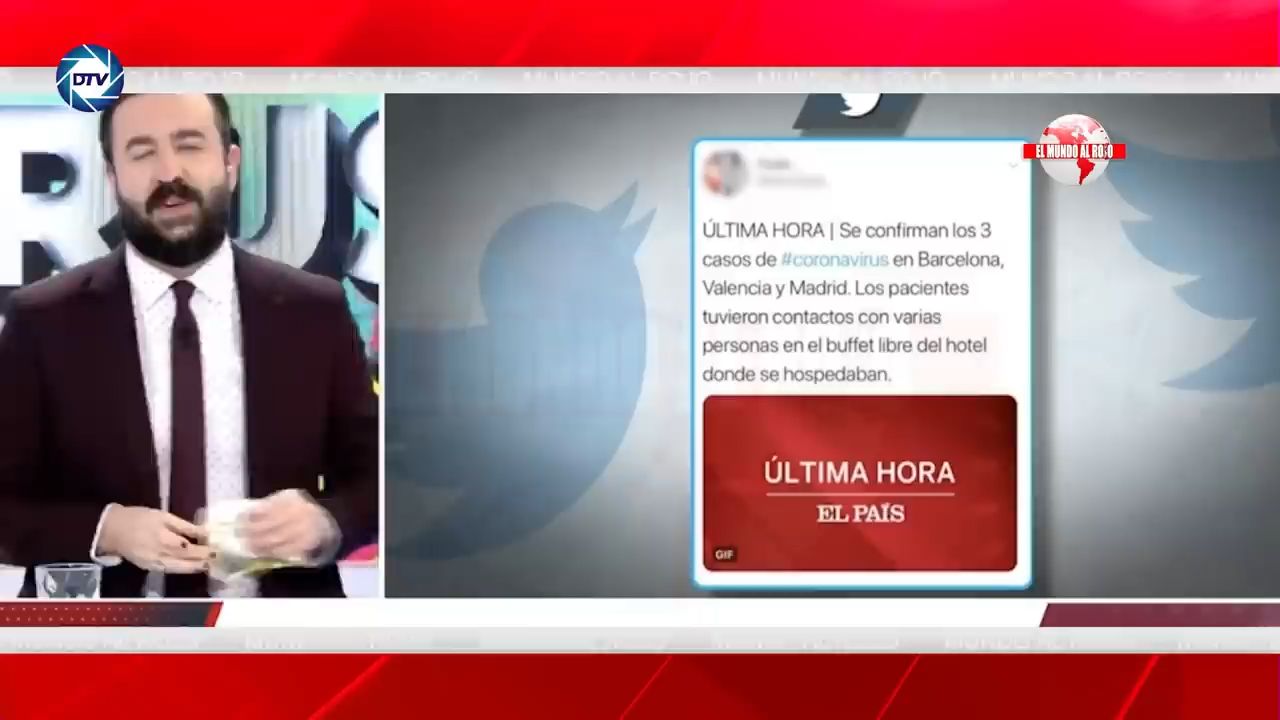 DTV
EL MUNDO AL ROJO
ÚLTIMA HORA | Se confirman los 3
casos de #coronavirus en Barcelona,
Valencia y Madrid. Los pacientes
tuvieron contactos con varias
personas en el buffet libre del hotel
donde se hospedaban.
ÚLTIMA HORA
EL PAÍS
GIF